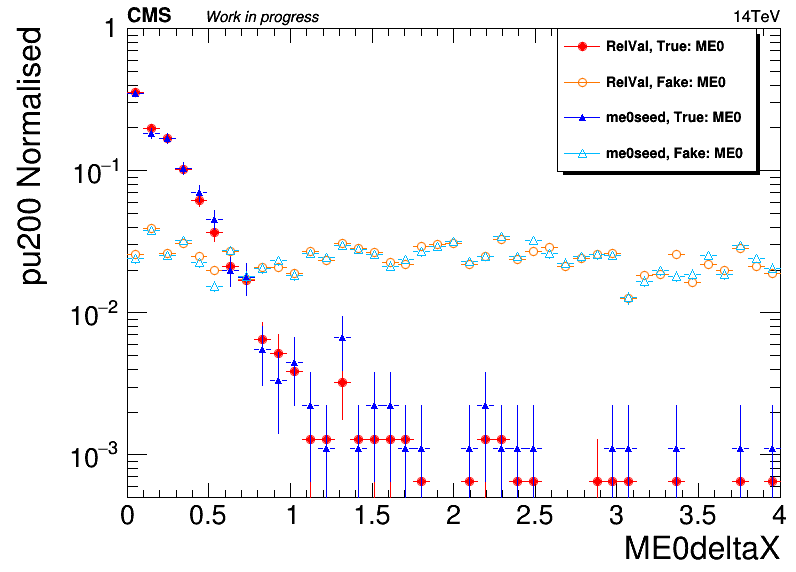 CMS Work in progress 14TeV
pu200 Normalised
1
10⁻¹
10⁻²
10⁻³
RelVal, True: ME0
RelVal, Fake: ME0
me0seed, True: ME0
me0seed, Fake: ME0
0 0.5 1 1.5 2 2.5 3 3.5 4
ME0deltaX